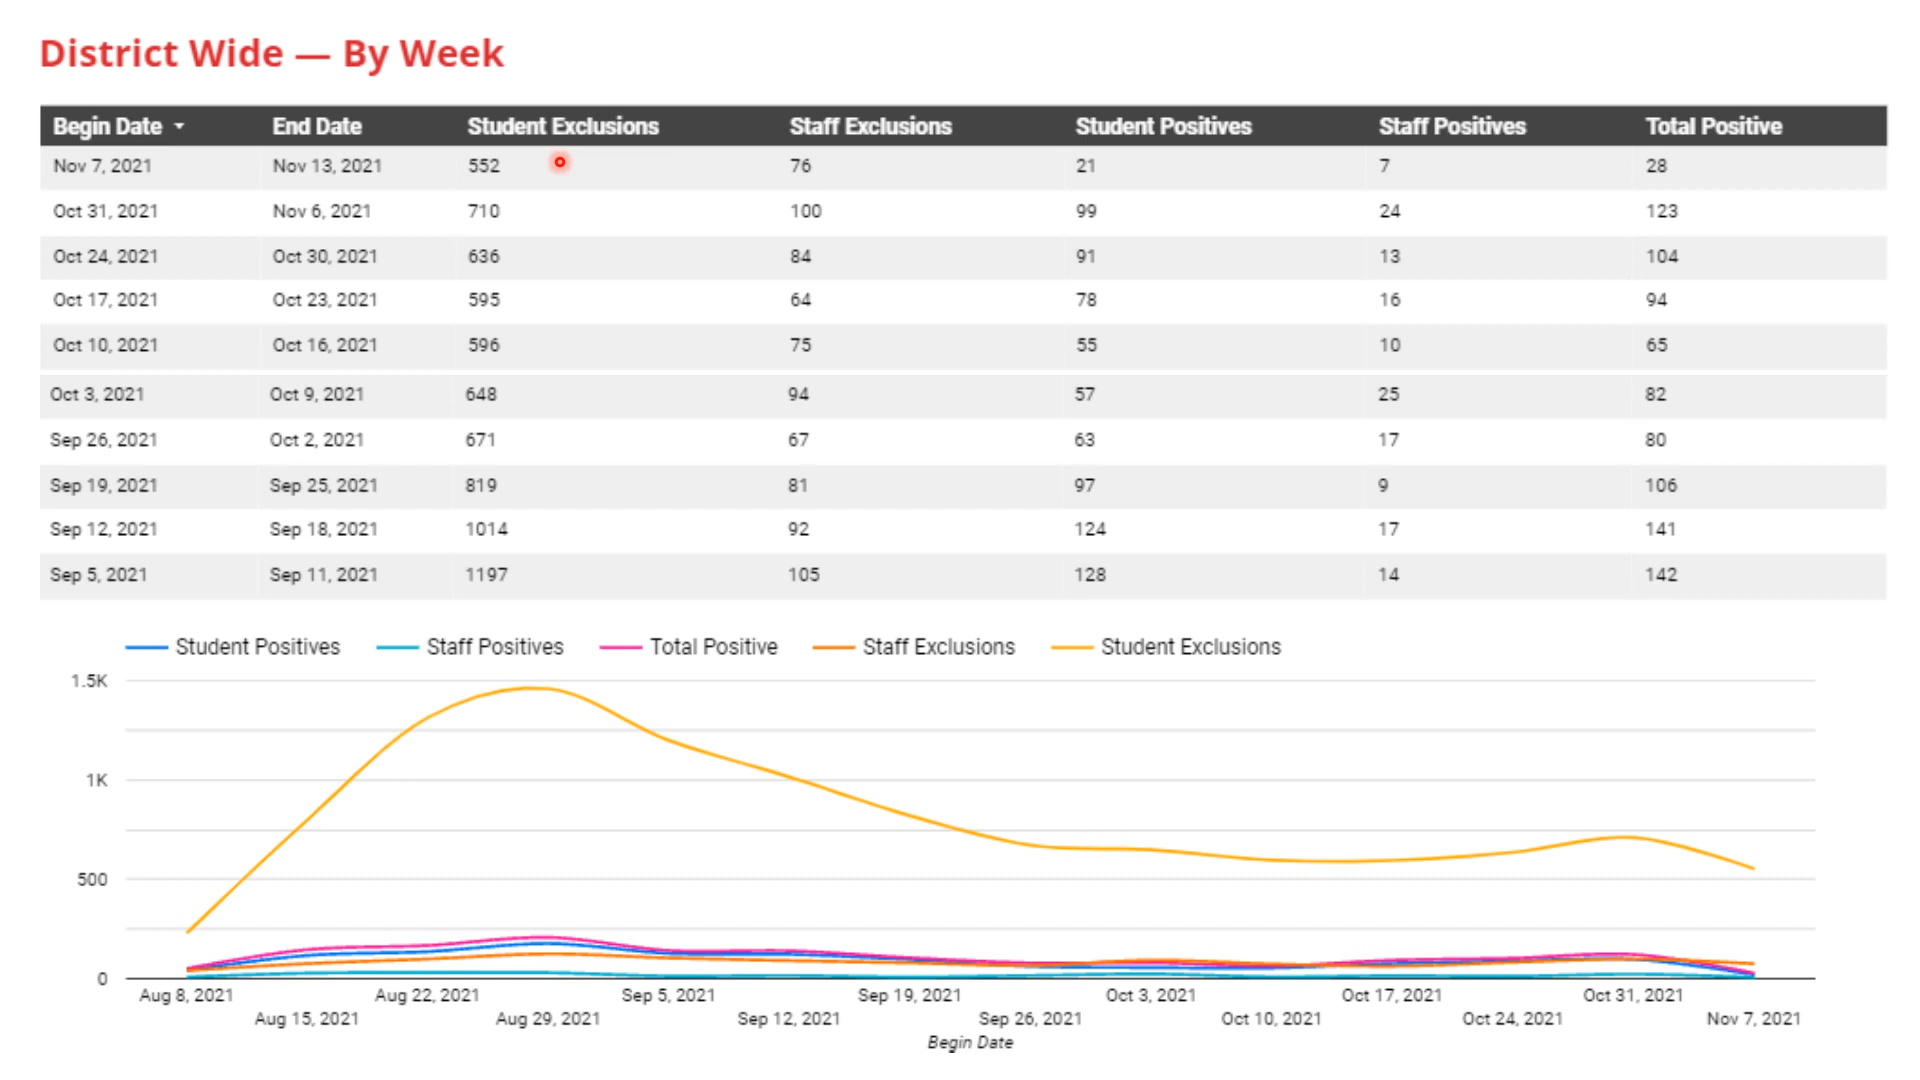 District Wide — By Week
Begin Date End Date Student Exclusions Staff Exclusions Student Positives Staff Positives Total Positive
Nov 7, 2021 Nov 13, 2021 552 76 21 7 28
Oct 31, 2021 Nov 6, 2021 710 100 99 24 123
Oct 24, 2021 Oct 30, 2021 636 84 91 13 104
Oct 17, 2021 Oct 23, 2021 595 64 78 16 94
Oct 10, 2021 Oct 16, 2021 596 75 55 10 65
Oct 3, 2021 Oct 9, 2021 648 94 57 25 82
Sep 26, 2021 Oct 2, 2021 671 67 63 17 80
Sep 19, 2021 Sep 25, 2021 819 81 97 9 106
Sep 12, 2021 Sep 18, 2021 1014 92 124 17 141
Sep 5, 2021 Sep 11, 2021 1197 105 128 14 142
Student Positives Staff Positives Total Positive Staff Exclusions Student Exclusions
1.5K
1K
500
0
Aug 8, 2021 Aug 22, 2021 Sep 5, 2021 Sep 19, 2021 Oct 3, 2021 Oct 17, 2021 Oct 31, 2021
Aug 15, 2021 Aug 29, 2021 Sep 12, 2021 Sep 26, 2021 Oct 10, 2021 Oct 24, 2021 Nov 7, 2021
Begin Date